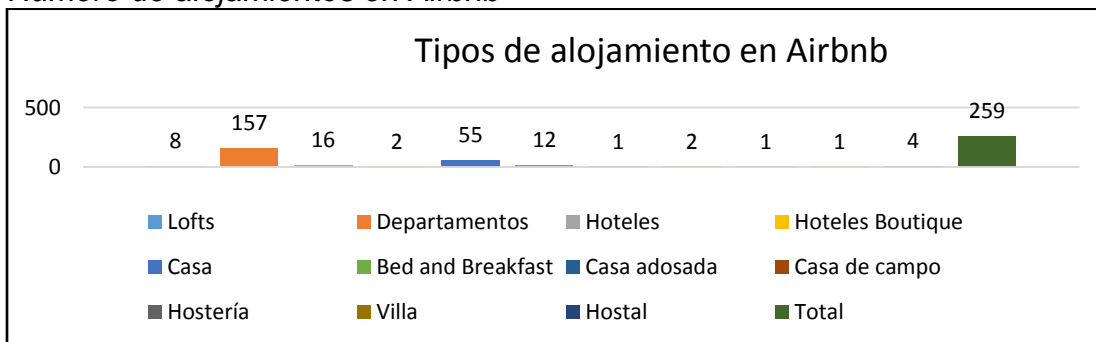 Número de alojamientos en Airbnb
Tipos de alojamiento en Airbnb
500
0
8 157 16 2 55 12 1 2 1 1 4 259
Lofts Departamentos Hoteles Hoteles Boutique
Casa Bed and Breakfast Casa adosada Casa de campo
Hostería Villa Hostal Total